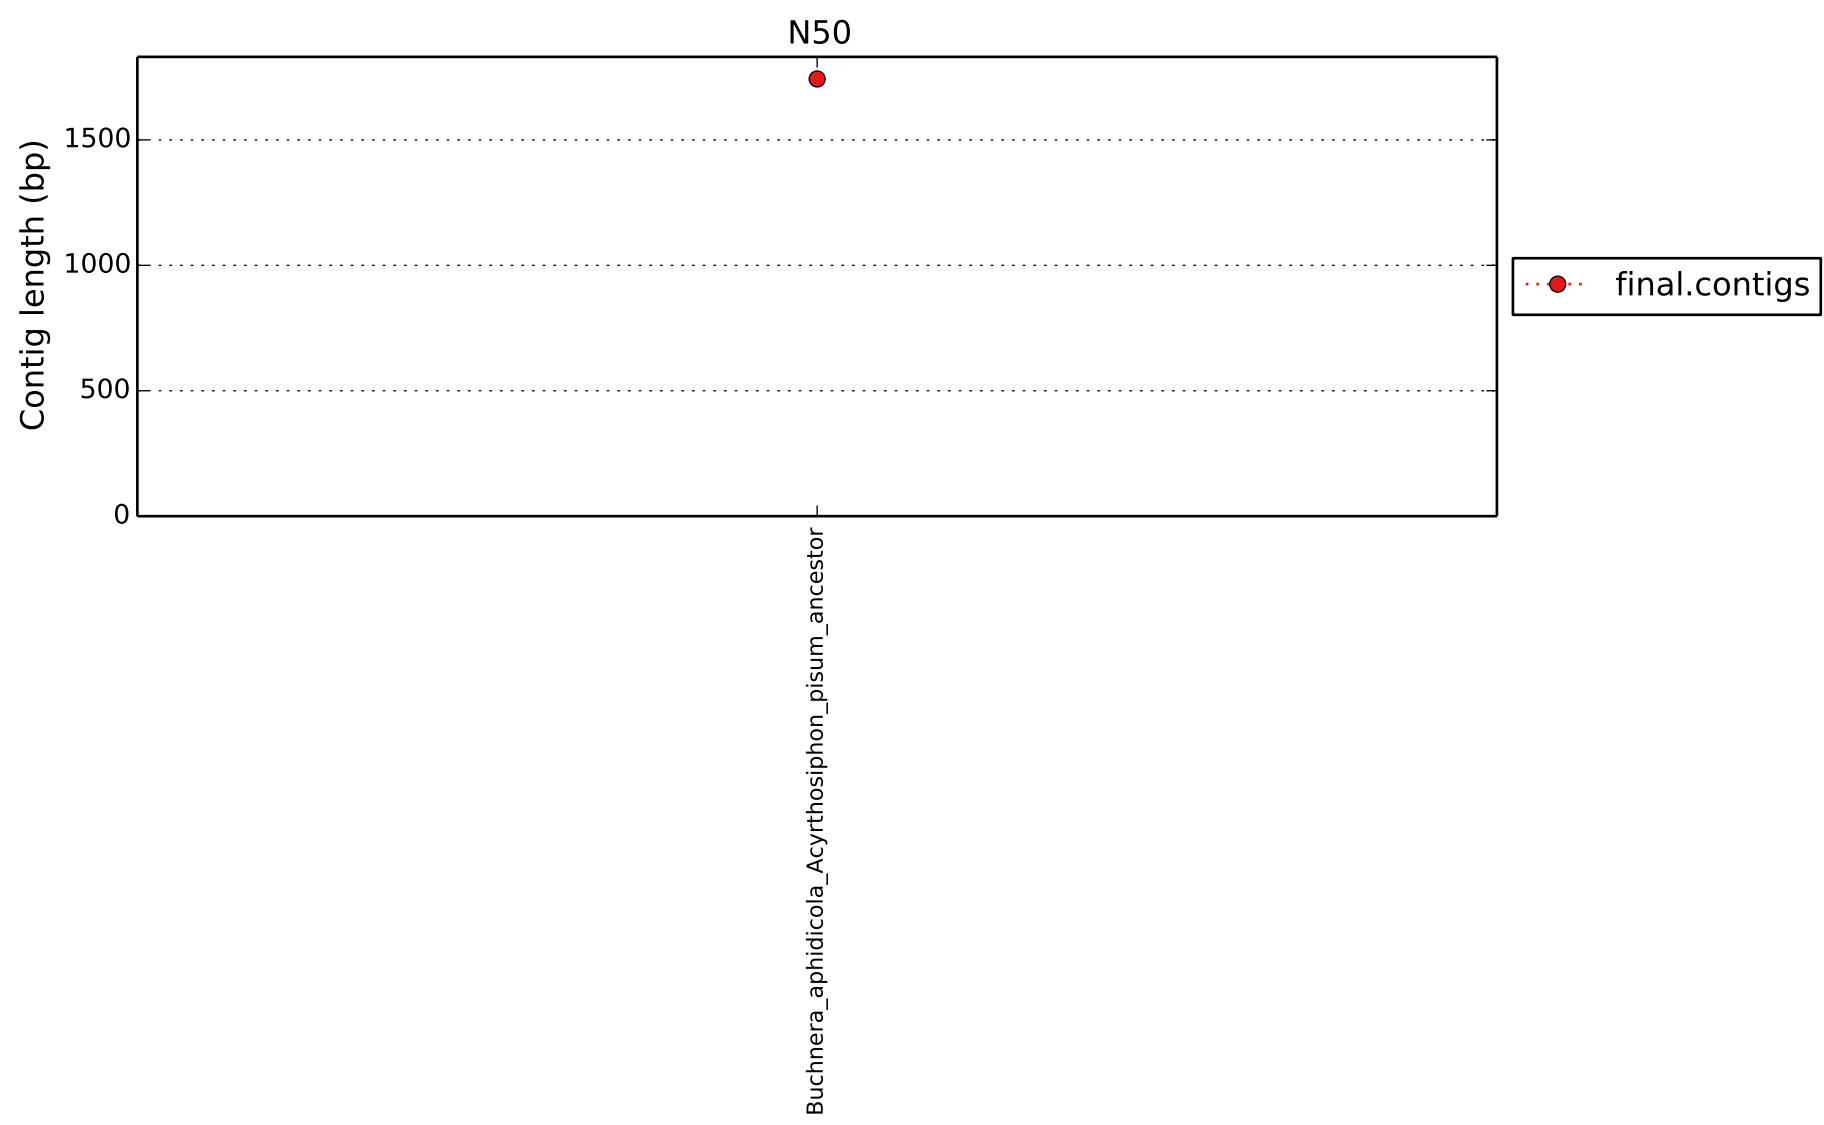 N50
Contig length (bp)
1500
1000
500
0
final.contigs
Buchnera_aphidicola_Acyrthosiphon_pisum_ancestor